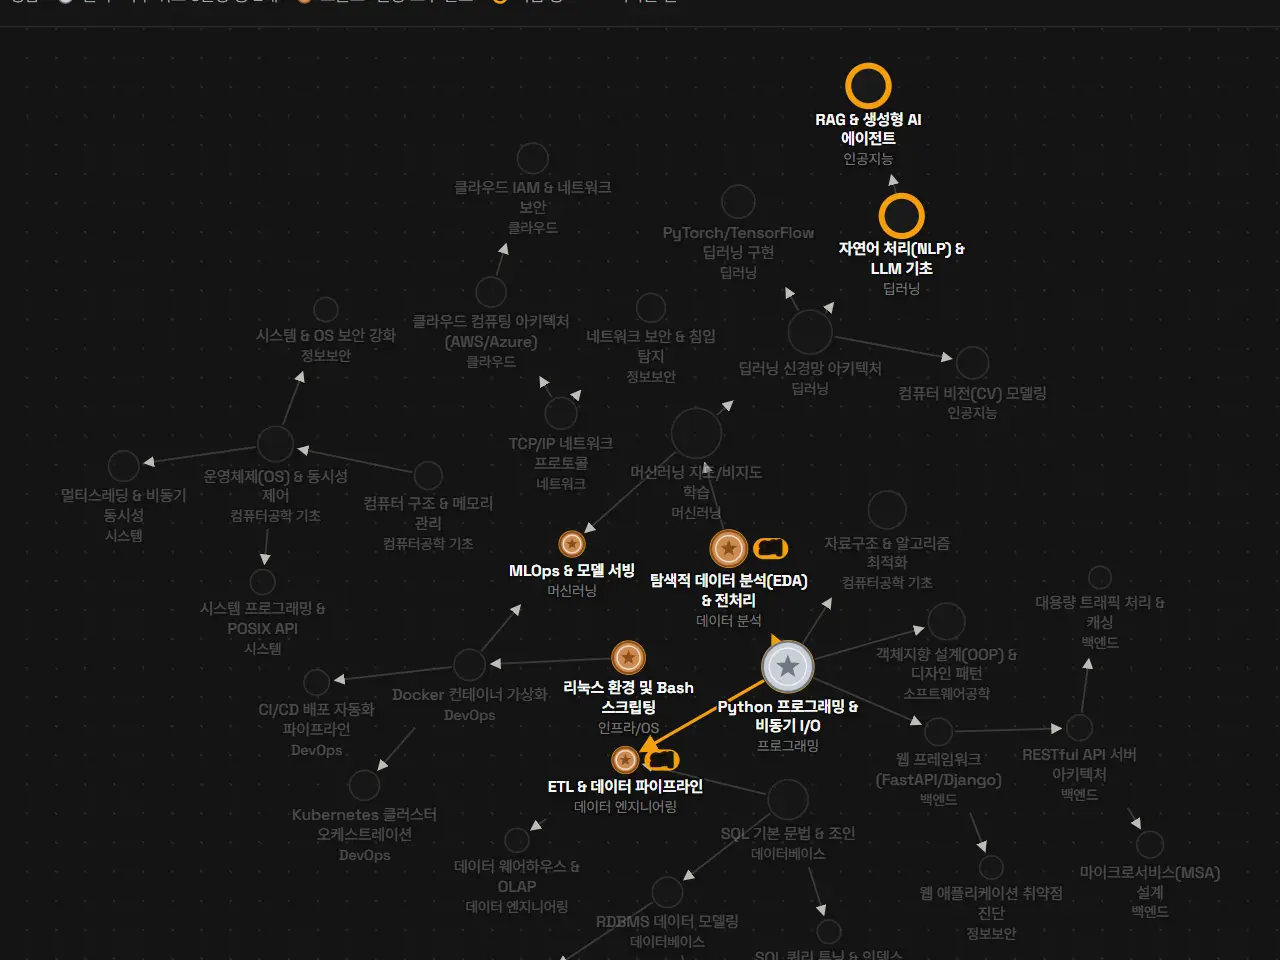 RAG & 생성형 AI
에이전트
인공지능
클라우드 IAM & 네트워크
보안
클라우드
PyTorch/TensorFlow
딥러닝 구현
딥러닝
자연어 처리(NLP) &
LLM 기초
딥러닝
시스템 & OS 보안 강화
정보보안
클라우드 컴퓨팅 아키텍처
(AWS/Azure)
클라우드
네트워크 보안 & 침입
탐지
정보보안
딥러닝 신경망 아키텍처
딥러닝
컴퓨터 비전(CV) 모델링
인공지능
TCP/IP 네트워크
프로토콜
네트워크
머신러닝 지도/비지도
학습
머신러닝
운영체제(OS) & 동시성
제어
컴퓨터공학 기초
멀티스레딩 & 비동기
동시성
시스템
컴퓨터 구조 & 메모리
관리
컴퓨터공학 기초
MLOps & 모델 서빙
머신러닝
탐색적 데이터 분석(EDA)
& 전처리
데이터 분석
자료구조 & 알고리즘
최적화
컴퓨터공학 기초
시스템 프로그래밍 &
POSIX API
시스템
대용량 트래픽 처리 &
캐싱
백엔드
객체지향 설계(OOP) &
디자인 패턴
소프트웨어공학
CI/CD 배포 자동화
파이프라인
DevOps
Docker 컨테이너 가상화
DevOps
리눅스 환경 및 Bash
스크립팅
인프라/OS
Python 프로그래밍 &
비동기 I/O
프로그래밍
웹 프레임워크
(FastAPI/Django)
백엔드
RESTful API 서버
아키텍처
백엔드
ETL & 데이터 파이프라인
데이터 엔지니어링
Kubernetes 클러스터
오케스트레이션
DevOps
SQL 기본 문법 & 조인
데이터베이스
데이터 웨어하우스 &
OLAP
데이터 엔지니어링
마이크로서비스(MSA)
설계
백엔드
웹 애플리케이션 취약점
진단
정보보안
RDBMS 데이터 모델링
데이터베이스
SQL 쿼리 튜닝 & 인덱스